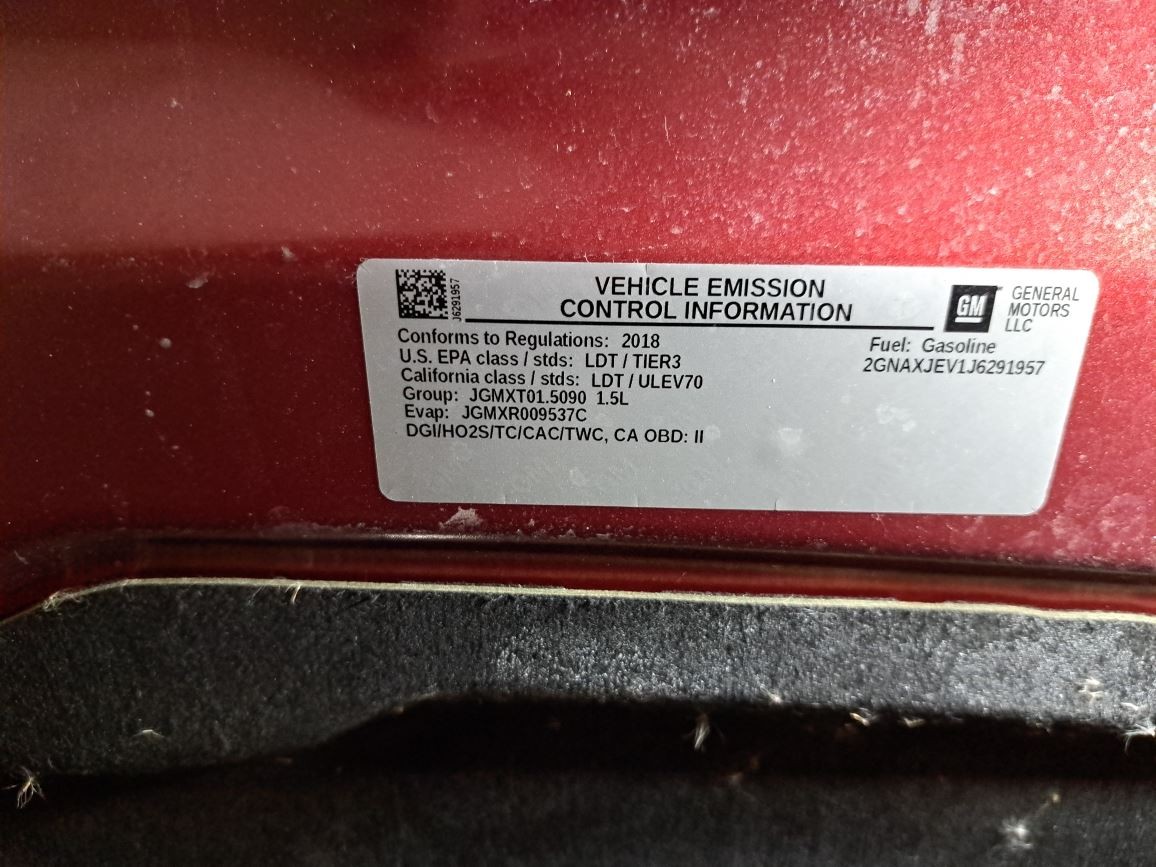 J6291957
VEHICLE EMISSION
CONTROL INFORMATION
GM
GENERAL
MOTORS
LLC
Conforms to Regulations: 2018
Fuel: Gasoline
U.S. EPA class / stds: LDT / TIER3
2GNAXJEV1J6291957
California class / stds: LDT / ULEV70
Group: JGMXT01.5090 1.5L
Evap: JGMXR009537C
DGI/HO2S/TC/CAC/TWC, CA OBD: II